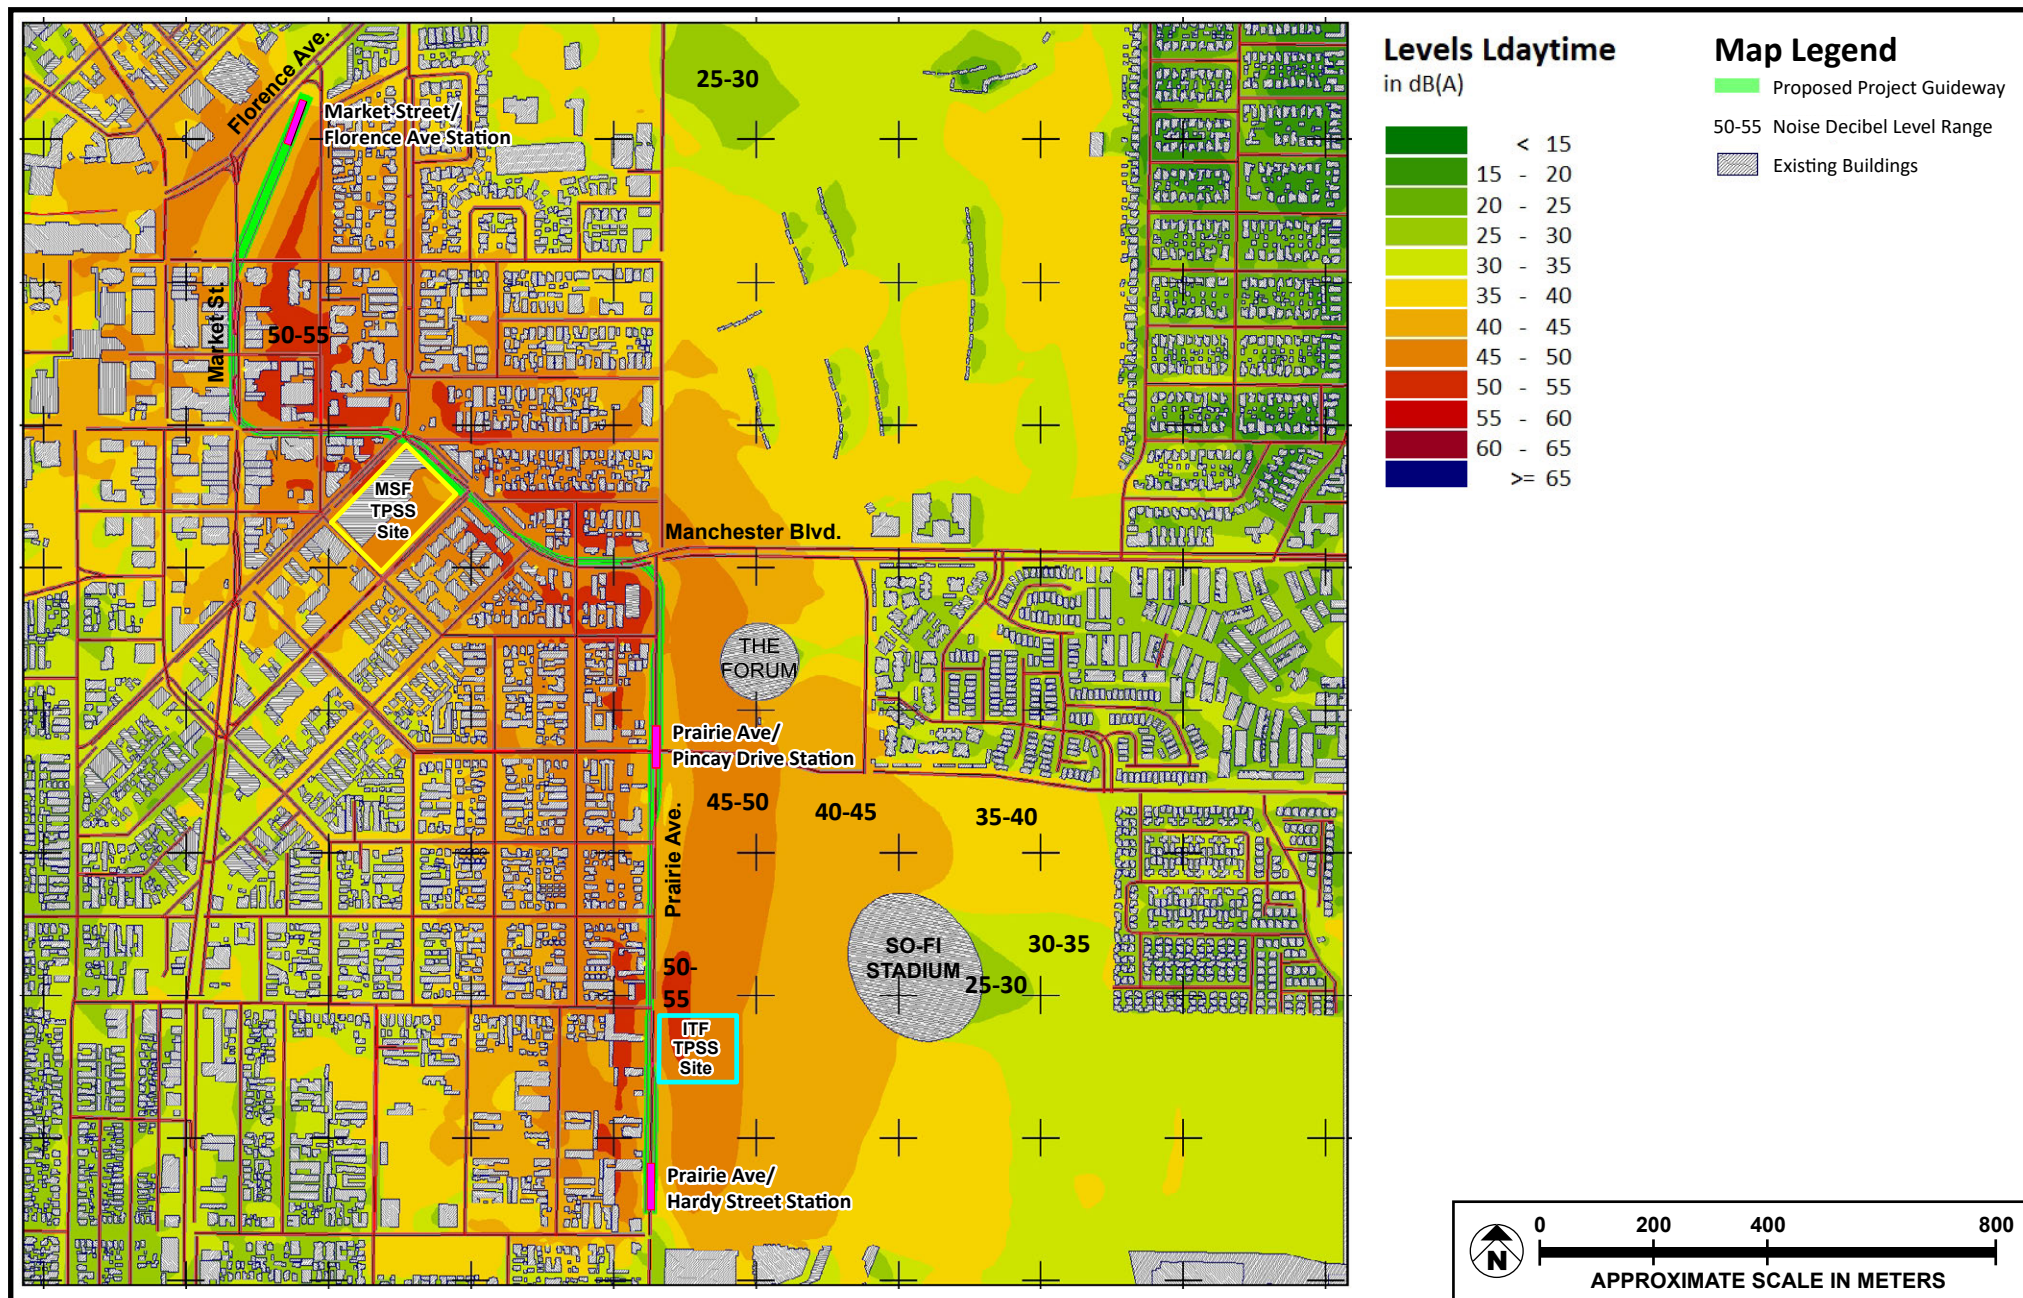 Florence Ave.
Market Street/
Florence Ave Station
25-30
Market St.
50-55
MSF
TPSS
Site
Manchester Blvd.
THE
FORUM
Prairie Ave/
Pincay Drive Station
45-50
40-45
35-40
Prairie Ave.
50-
55
SO-FI
STADIUM
30-35
25-30
ITF
TPSS
Site
Prairie Ave/
Hardy Street Station
Levels Ldaytime
in dB(A)
< 15
15 - 20
20 - 25
25 - 30
30 - 35
35 - 40
40 - 45
45 - 50
50 - 55
55 - 60
60 - 65
>= 65
Map Legend
Proposed Project Guideway
50-55 Noise Decibel Level Range
Existing Buildings
N
0 200 400 800
APPROXIMATE SCALE IN METERS